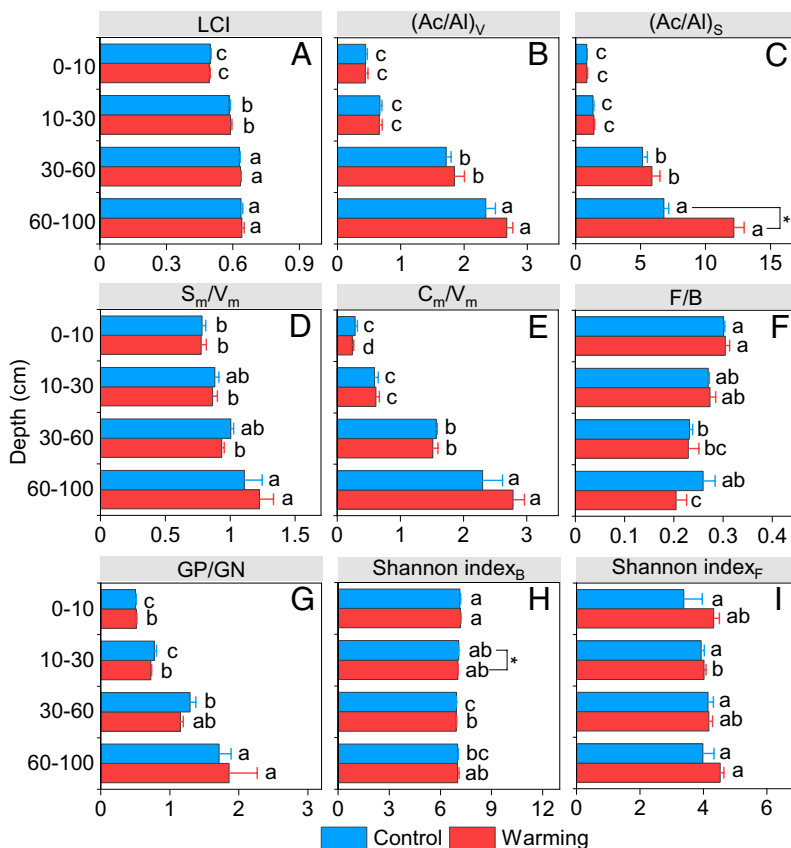 LCI (Ac/Al)V (Ac/Al)S
A B C
0-10 c c c c c c
10-30 b b c c c c
30-60 a a b b b b
60-100 a a a a a a *
0 0.3 0.6 0.9 0 1 2 3 0 5 10 15
Sm/Vm Cm/Vm F/B
D E F
Depth (cm)
0-10 b b c d a a
10-30 ab b c c ab ab
30-60 ab b b b b bc
60-100 a a a a ab c
0 0.5 1 1.5 0 1 2 3 0 0.1 0.2 0.3 0.4
GP/GN Shannon indexB Shannon indexF
G H I
0-10 c b a a a ab
10-30 c b ab ab * a b
30-60 b ab c b a ab
60-100 a a bc ab a a
0 1 2 3 0 3 6 9 12 0 2 4 6
Control Warming